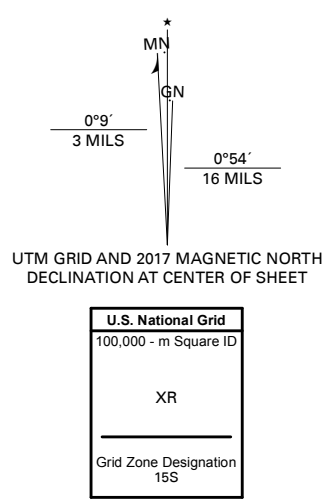 MN
GN
0°9´
3 MILS
0°54´
16 MILS
UTM GRID AND 2017 MAGNETIC NORTH
DECLINATION AT CENTER OF SHEET
U.S. National Grid
100,000 - m Square ID
XR
Grid Zone Designation
15S